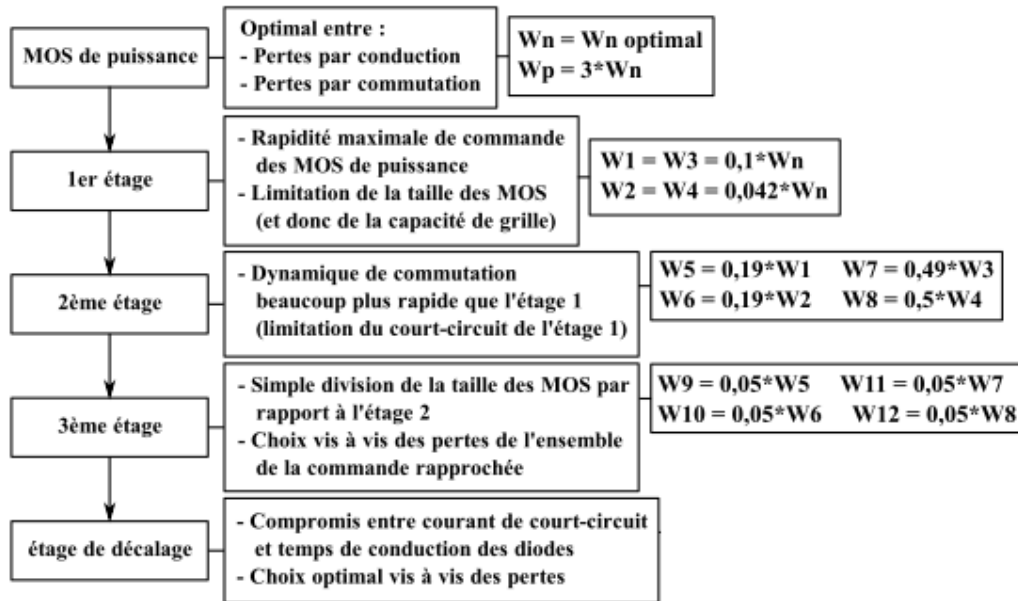 MOS de puissance
Optimal entre :
- Pertes par conduction
- Pertes par commutation
Wn = Wn optimal
Wp = 3*Wn
1er étage
- Rapidité maximale de commande
des MOS de puissance
- Limitation de la taille des MOS
(et donc de la capacité de grille)
W1 = W3 = 0,1*Wn
W2 = W4 = 0,042*Wn
2ème étage
- Dynamique de commutation
beaucoup plus rapide que l'étage 1
(limitation du court-circuit de l'étage 1)
W5 = 0,19*W1 W7 = 0,49*W3
W6 = 0,19*W2 W8 = 0,5*W4
3ème étage
- Simple division de la taille des MOS par
rapport à l'étage 2
- Choix vis à vis des pertes de l'ensemble
de la commande rapprochée
W9 = 0,05*W5 W11 = 0,05*W7
W10 = 0,05*W6 W12 = 0,05*W8
étage de décalage
- Compromis entre courant de court-circuit
et temps de conduction des diodes
- Choix optimal vis à vis des pertes